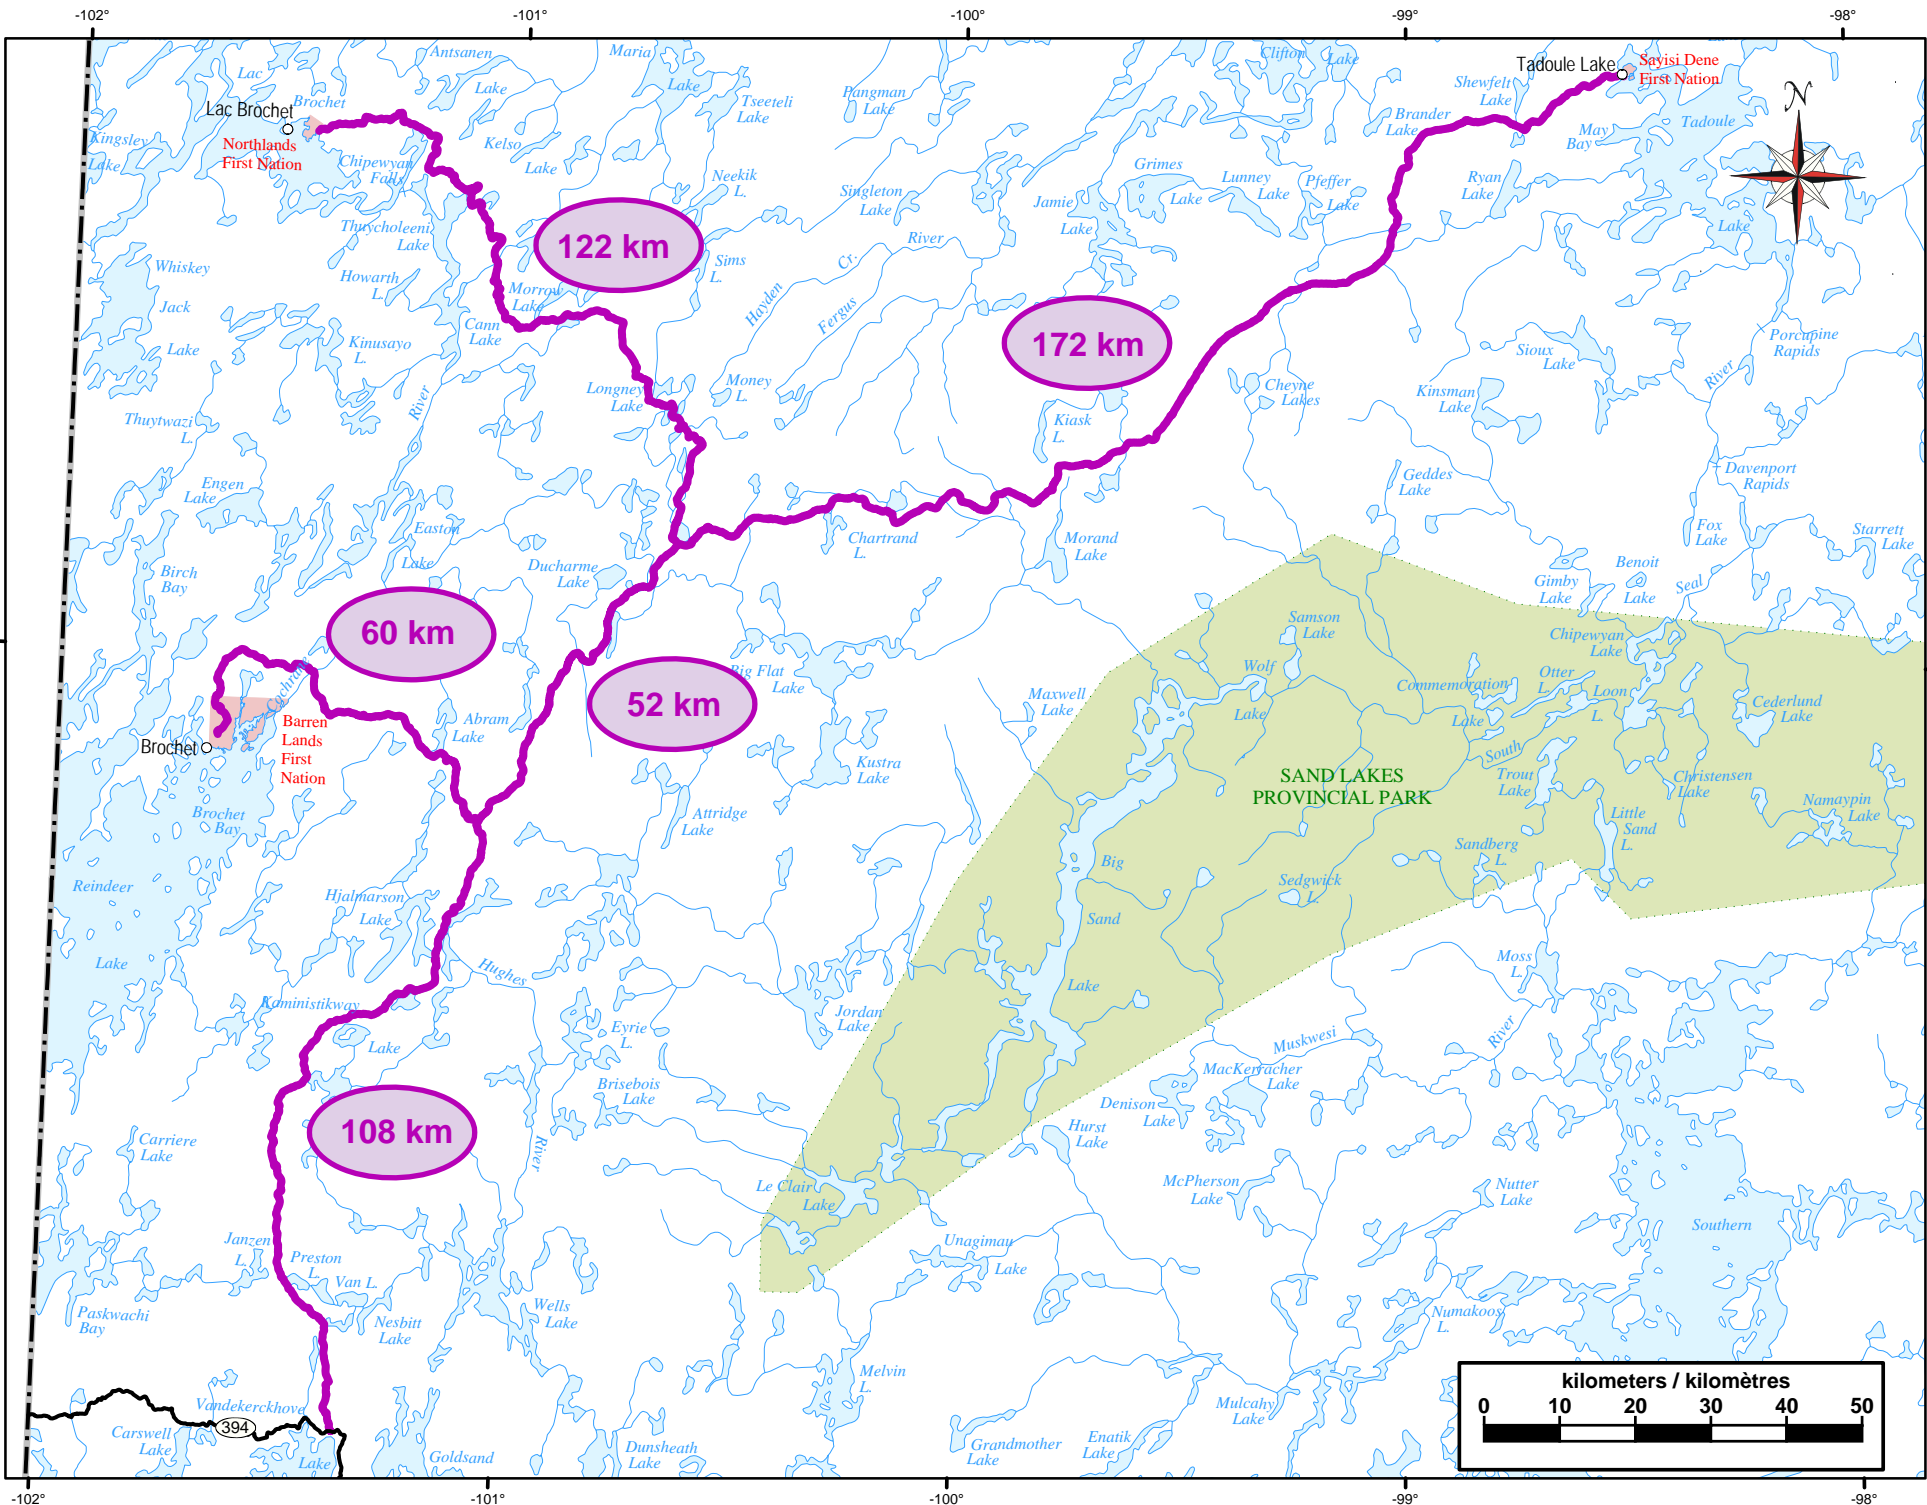 -102°
-101°
-100°
-99°
-98°
Antsanen
Lake
Maria
Lake
Clifton
Lake
Tadoule Lake
Sayisi Dene
First Nation
Lac
Brochet
Lac Brochet
Northlands
First Nation
Kingsley
Lake
Tseeteli
Lake
Pangman
Lake
Shewfelt
Lake
Brander
Lake
May
Bay
Tadoule
Lake
N
Kelso
Lake
Chipewyan
Falls
Neekik
L.
Singleton
Lake
Grimes
Lake
Lunney
Lake
Pfeffer
Lake
Ryan
Lake
Jamie
Lake
Thuycholeeni
Lake
122 km
River
Cr.
Hayden
Fergus
Sims
L.
Whiskey
Jack
Lake
Howarth
L.
Morrow
Lake
Cann
Lake
Kinusayo
L.
River
172 km
Porcupine
Rapids
River
Sioux
Lake
Longney
Lake
Money
L.
Cheyne
Lakes
Kinsman
Lake
Thuytwazi
L.
Kiask
L.
Engen
Lake
Geddes
Lake
Davenport
Rapids
Easton
Lake
Chartrand
L.
Morand
Lake
Fox
Lake
Starrett
Lake
Birch
Bay
Ducharme
Lake
Gimby
Lake
Benoit
Lake
Seal
60 km
Samson
Lake
Chipewyan
Lake
Cochrane
52 km
Big Flat
Lake
Wolf
Lake
Maxwell
Lake
Commemoration
Lake
Otter
L.
Loon
L.
Cederlund
Lake
Barren
Lands
First
Nation
Brochet
Abram
Lake
Kustra
Lake
South
SAND LAKES
PROVINCIAL PARK
Trout
Lake
Christensen
Lake
Brochet
Bay
Attridge
Lake
Little
Sand
L.
Namaypin
Lake
Big
Sand
Lake
Sandberg
L.
Sedgwick
L.
Reindeer
Lake
Hjalmarson
Lake
Hughes
River
Moss
L.
Kaministikway
Lake
Jordan
Lake
Eyrie
L.
Muskwesi
River
Brisebois
Lake
MacKerracher
Lake
Denison
Lake
108 km
Hurst
Lake
Carriere
Lake
Le Clair
Lake
McPherson
Lake
Nutter
Lake
Southern
Janzen
L.
Preston
L.
Van L.
Unagimau
Lake
Paskwachi
Bay
Nesbitt
Lake
Wells
Lake
Numakoos
L.
Melvin
L.
Mulcahy
Lake
Vandekerckhove
Lake
394
Carswell
Lake
Goldsand
Dunsheath
Lake
Grandmother
Lake
Enatik
Lake
kilometers / kilomètres
0 10 20 30 40 50
-102°
-101°
-100°
-99°
-98°